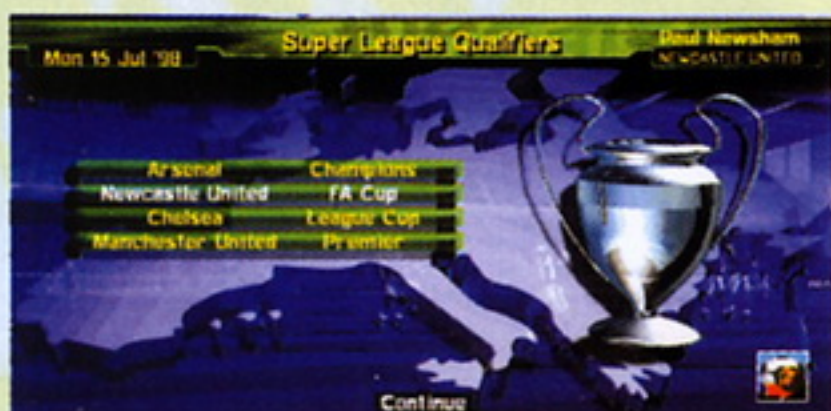 Mon 15 Jul '98
Super League Qualifiers
Paul Newsham
NEWCASTLE UNITED
Arsenal Champions
Newcastle United FA Cup
Chelsea League Cup
Manchester United Premier
Continue